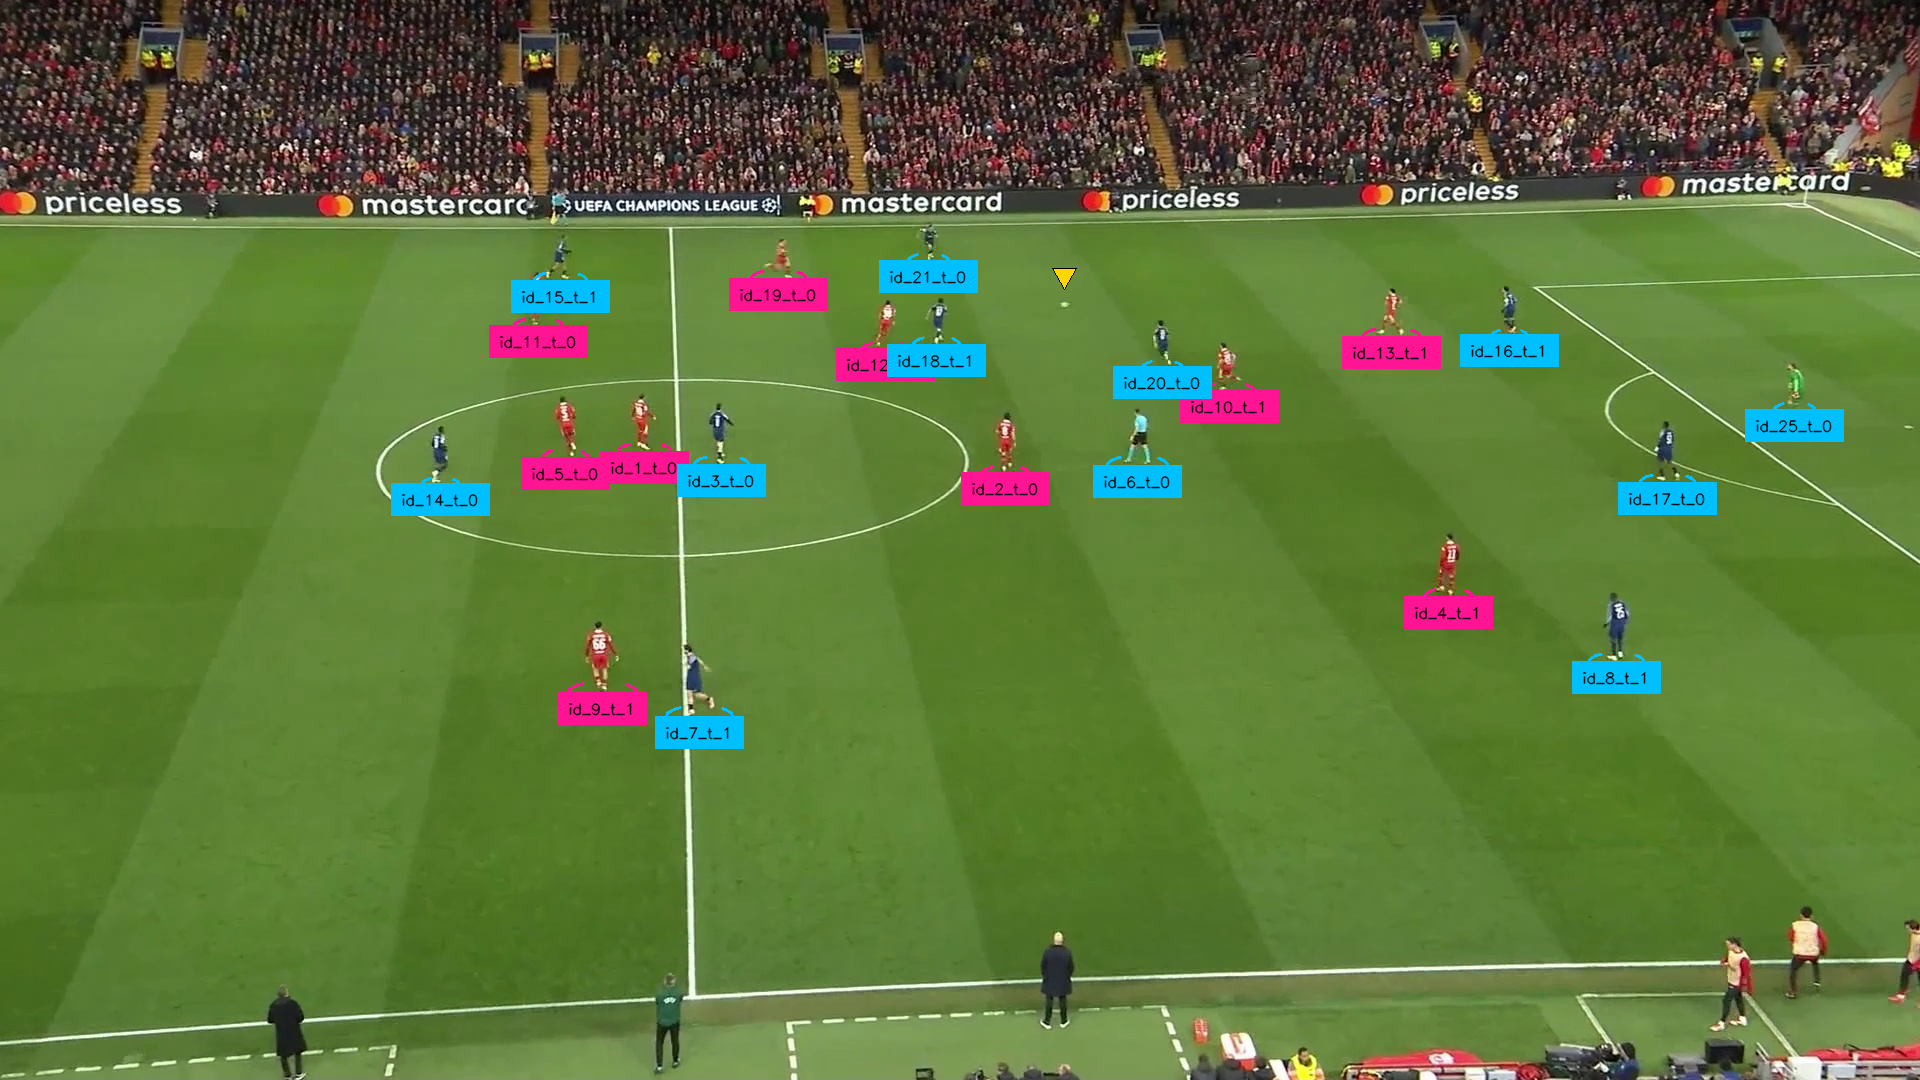 priceless mastercard UEFA CHAMPIONS LEAGUE mastercard priceless priceless mastercard
id_15_t_1
id_19_t_0
id_21_t_0
id_11_t_0
id_12
id_18_t_1
id_20_t_0
id_10_t_1
id_13_t_1
id_16_t_1
id_25_t_0
id_14_t_0
id_5_t_0
id_1_t_0
id_3_t_0
id_2_t_0
id_6_t_0
id_17_t_0
id_4_t_1
66
id_9_t_1
id_7_t_1
id_8_t_1